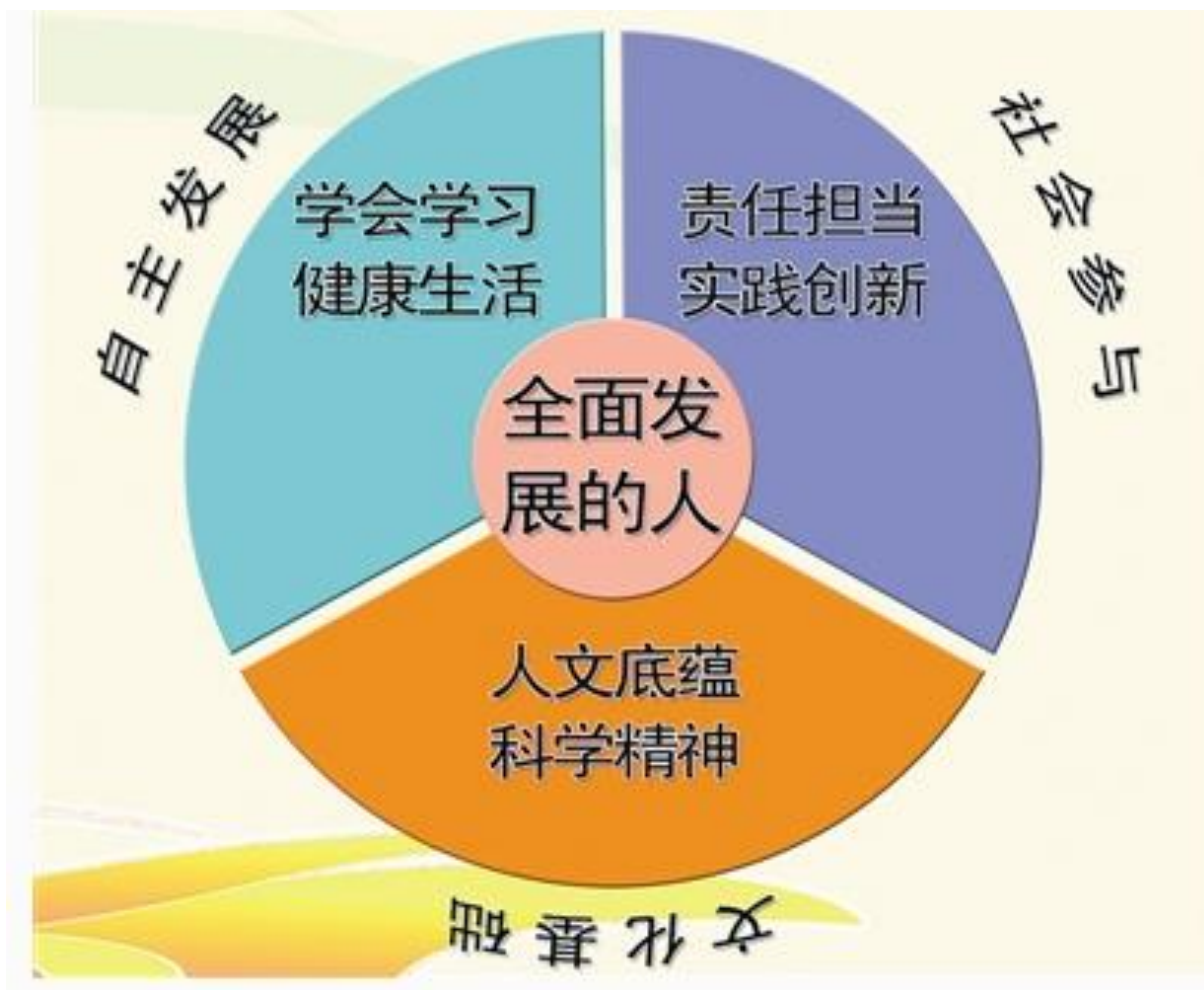 自主发展
社会参与
学会学习
健康生活
责任担当
实践创新
全面发
展的人
人文底蕴
科学精神
文化基础